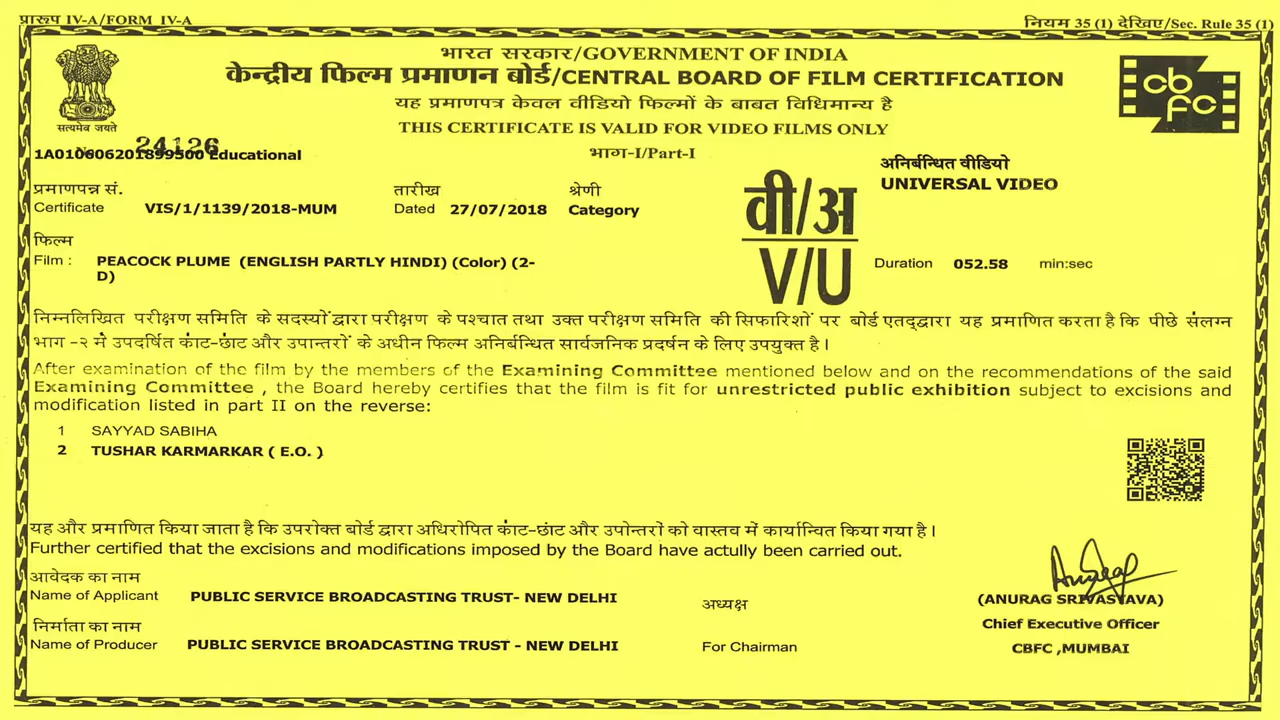 प्रारूप IV-A/FORM IV-A
नियम 35 (1) देखिए/Sec. Rule 35 (1)
भारत सरकार/GOVERNMENT OF INDIA
केन्द्रीय फिल्म प्रमाणन बोर्ड/CENTRAL BOARD OF FILM CERTIFICATION
यह प्रमाणपत्र केवल वीडियो फिल्मों के बाबत विधिमान्य है
THIS CERTIFICATE IS VALID FOR VIDEO FILMS ONLY
सत्यमेव जयते
cb
fc
24126
1A010606201899500 Educational
भाग-I/Part-I
अनिर्बन्धित वीडियो
UNIVERSAL VIDEO
प्रमाणपत्र सं. तारीख श्रेणी
Certificate VIS/1/1139/2018-MUM Dated 27/07/2018 Category
वी/अ
V/U
फिल्म
Film : PEACOCK PLUME (ENGLISH PARTLY HINDI) (Color) (2-
D)
Duration 052.58 min:sec
निम्नलिखित परीक्षण समिति के सदस्यों द्वारा परीक्षण के पश्चात तथा उक्त परीक्षण समिति की सिफारिशों पर बोर्ड एतद्द्वारा यह प्रमाणित करता है कि पीछे संलग्न
भाग -२ में उपदर्षित कांट-छांट और उपान्तरों के अधीन फिल्म अनिर्बन्धित सार्वजनिक प्रदर्षन के लिए उपयुक्त है।
After examination of the film by the members of the Examining Committee mentioned below and on the recommendations of the said
Examining Committee , the Board hereby certifies that the film is fit for unrestricted public exhibition subject to excisions and
modification listed in part II on the reverse:
1 SAYYAD SABIHA
2 TUSHAR KARMARKAR ( E.O. )
यह और प्रमाणित किया जाता है कि उपरोक्त बोर्ड द्वारा अधिरोपित कांट-छांट और उपोन्तरों को वास्तव में कार्यान्वित किया गया है।
Further certified that the excisions and modifications imposed by the Board have actully been carried out.
आवेदक का नाम
Name of Applicant PUBLIC SERVICE BROADCASTING TRUST- NEW DELHI
अध्यक्ष
(ANURAG SRIVASTAVA)
Chief Executive Officer
निर्माता का नाम
Name of Producer PUBLIC SERVICE BROADCASTING TRUST - NEW DELHI
For Chairman
CBFC ,MUMBAI